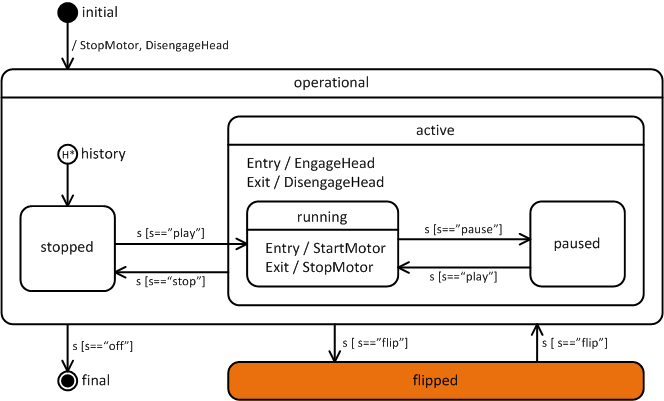 initial
/ StopMotor, DisengageHead
operational
active
H* history
Entry / EngageHead
Exit / DisengageHead
running
s [s==”play”]
s [s==”pause”]
stopped
Entry / StartMotor
paused
Exit / StopMotor
s [s==“stop”]
s [s==“play”]
s [s==“off”]
s [ s==“flip”]
s [ s==“flip”]
final
flipped